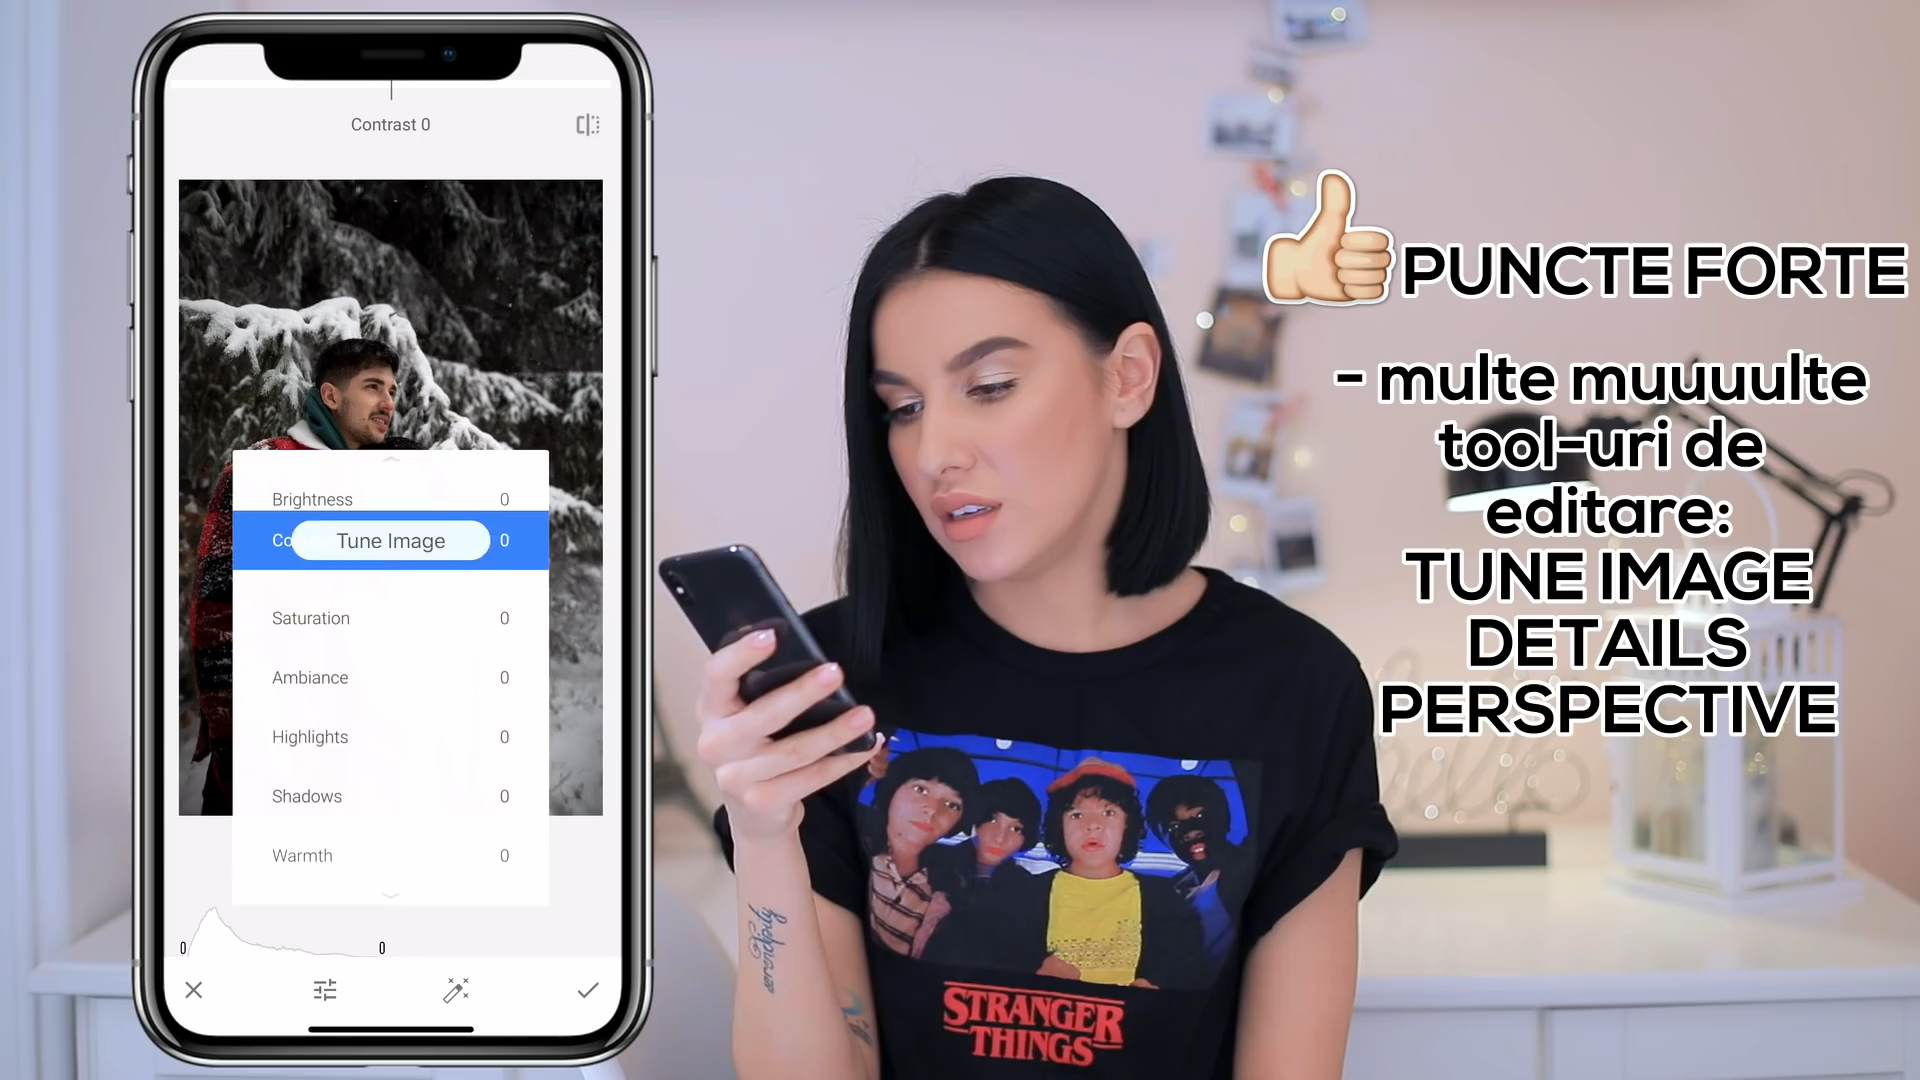 Contrast 0
Brightness 0
Co 0
Tune Image
Saturation 0
Ambiance 0
Highlights 0
Shadows 0
Warmth 0
0 0
PUNCTE FORTE
- multe muuuulte
tool-uri de
editare:
TUNE IMAGE
DETAILS
PERSPECTIVE
STRANGER
THINGS